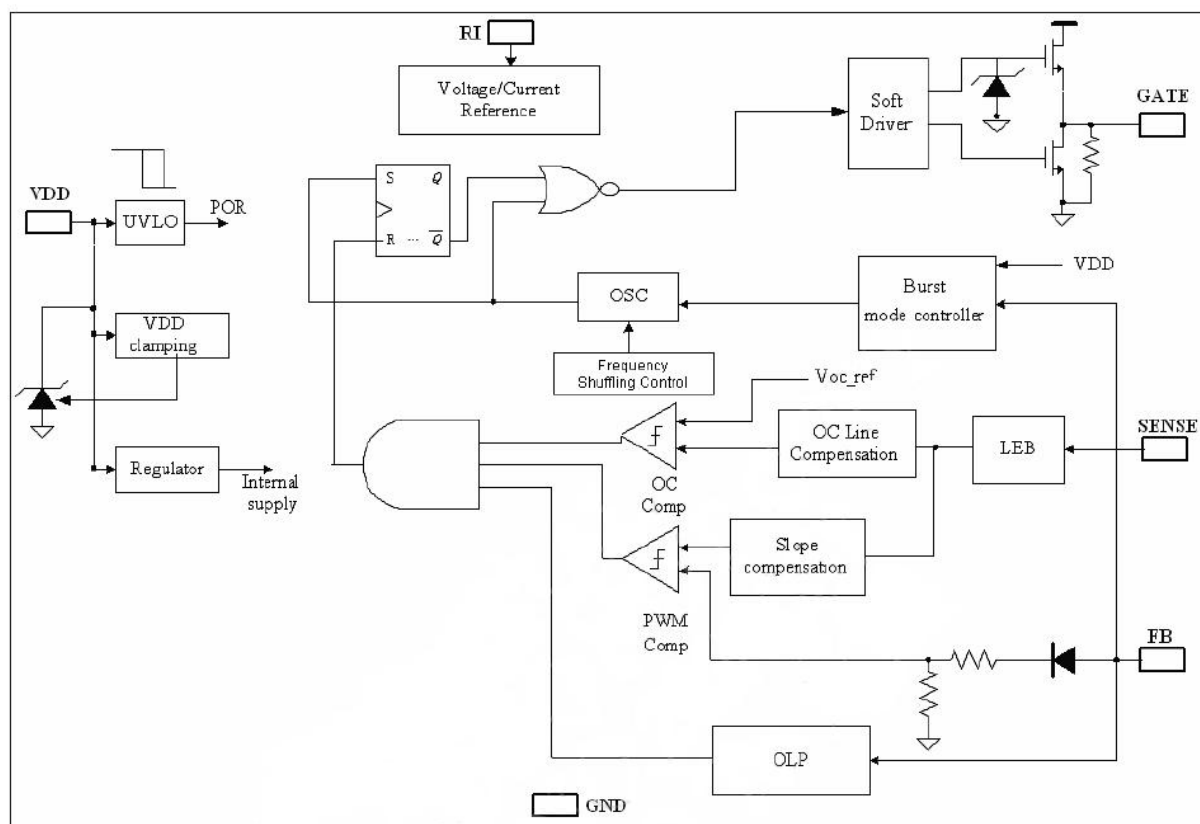 RI
Voltage/Current
Reference
Soft
Driver
GATE
VDD
UVLO
POR
S Q
R ... Q̅
OSC
Burst
mode controller
VDD
VDD
clamping
Frequency
Shuffling Control
Voc_ref
Regulator
Internal
supply
OC
Comp
OC Line
Compensation
LEB
SENSE
Slope
compensation
PWM
Comp
FB
OLP
GND